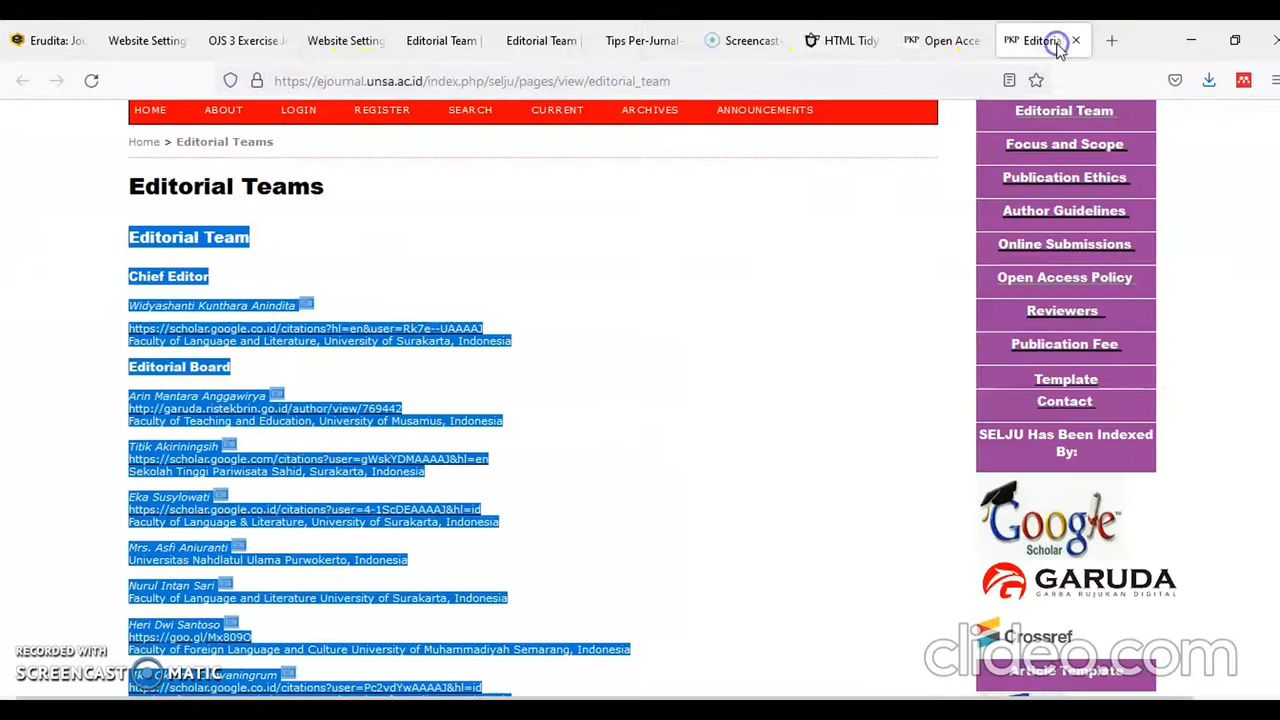 Erudita: Jou
Website Setting
OJS 3 Exercise J
Website Setting
Editorial Team |
Editorial Team |
Tips Per-Jurnal-
Screencast-
HTML Tidy
PKP Open Acce
PKP Editoria
https://ejournal.unsa.ac.id/index.php/selju/pages/view/editorial_team
HOME ABOUT LOGIN REGISTER SEARCH CURRENT ARCHIVES ANNOUNCEMENTS
Home > Editorial Teams
Editorial Teams
Editorial Team
Chief Editor
Widyashanti Kunthara Anindita
https://scholar.google.co.id/citations?hl=en&user=Rk7e--UAAAAJ
Faculty of Language and Literature, University of Surakarta, Indonesia
Editorial Board
Arin Mantara Anggawirya
http://garuda.ristekbrin.go.id/author/view/769442
Faculty of Teaching and Education, University of Musamus, Indonesia
Titik Akiriningsih
https://scholar.google.com/citations?user=gWskYDMAAAAJ&hl=en
Sekolah Tinggi Pariwisata Sahid, Surakarta, Indonesia
Eka Susylowati
https://scholar.google.co.id/citations?user=4-1ScDEAAAAJ&hl=id
Faculty of Language & Literature, University of Surakarta, Indonesia
Mrs. Asfi Aniuranti
Universitas Nahdlatul Ulama Purwokerto, Indonesia
Nurul Intan Sari
Faculty of Language and Literature University of Surakarta, Indonesia
Heri Dwi Santoso
https://goo.gl/Mx809O
Faculty of Foreign Language and Culture University of Muhammadiyah Semarang, Indonesia
https://scholar.google.co.id/citations?user=Pc2vdYwAAAAJ&hl=id
Editorial Team
Focus and Scope
Publication Ethics
Author Guidelines
Online Submissions
Open Access Policy
Reviewers
Publication Fee
Template
Contact
SELJU Has Been Indexed
By:
Google
Scholar
GARUDA
GARBA RUJUKAN DIGITAL
Crossref
Article Template
RECORDED WITH
SCREENCAST MATIC
clideo.com